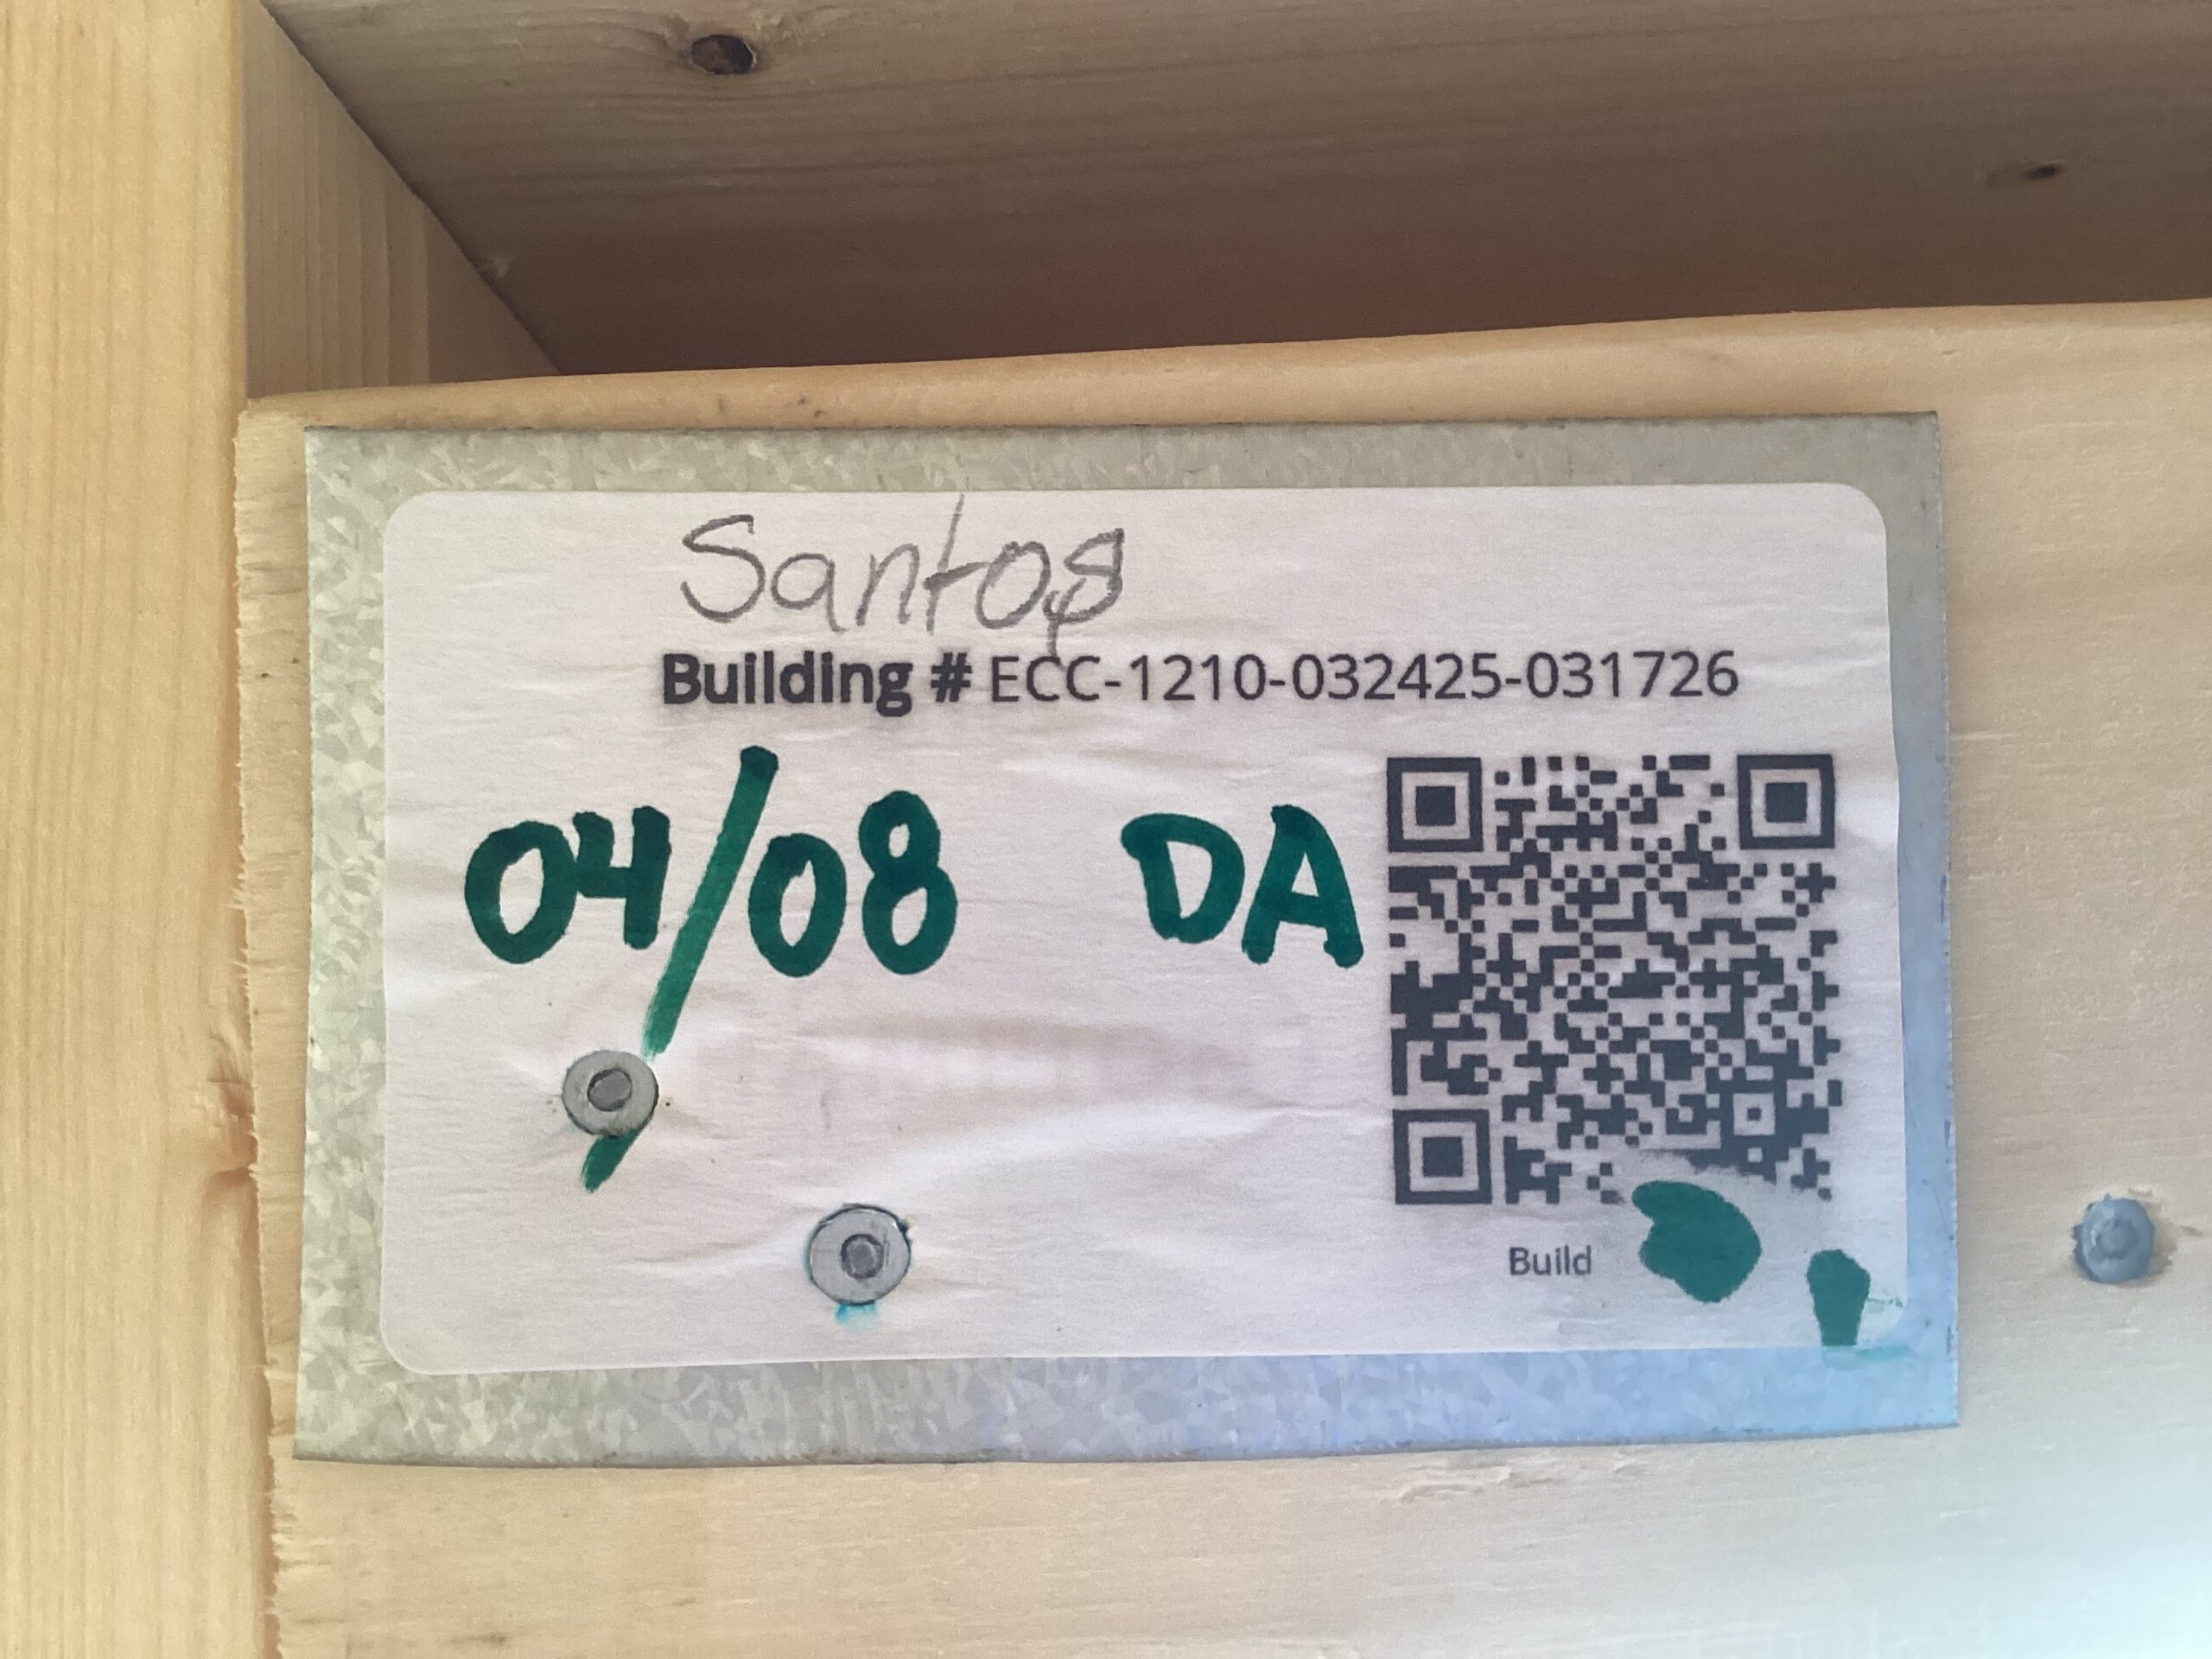 Santos
Building # ECC-1210-032425-031726
04/08 DA
Build